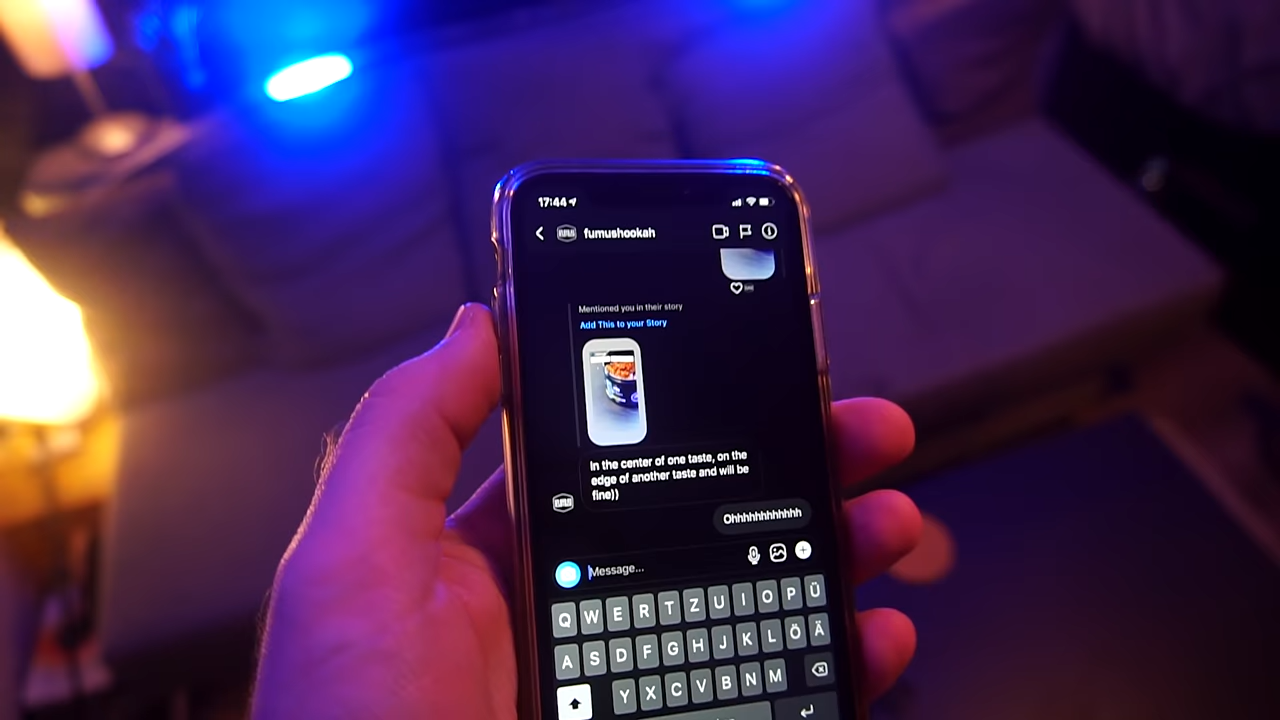 17:44
fumushookah
Mentioned you in their story
Add This to your Story
In the center of one taste, on the
edge of another taste and will be
fine))
Ohhhhhhhhhhhh
Message...
Q W E R T Z U I O P Ü
A S D F G H J K L Ö Ä
Y X C V B N M